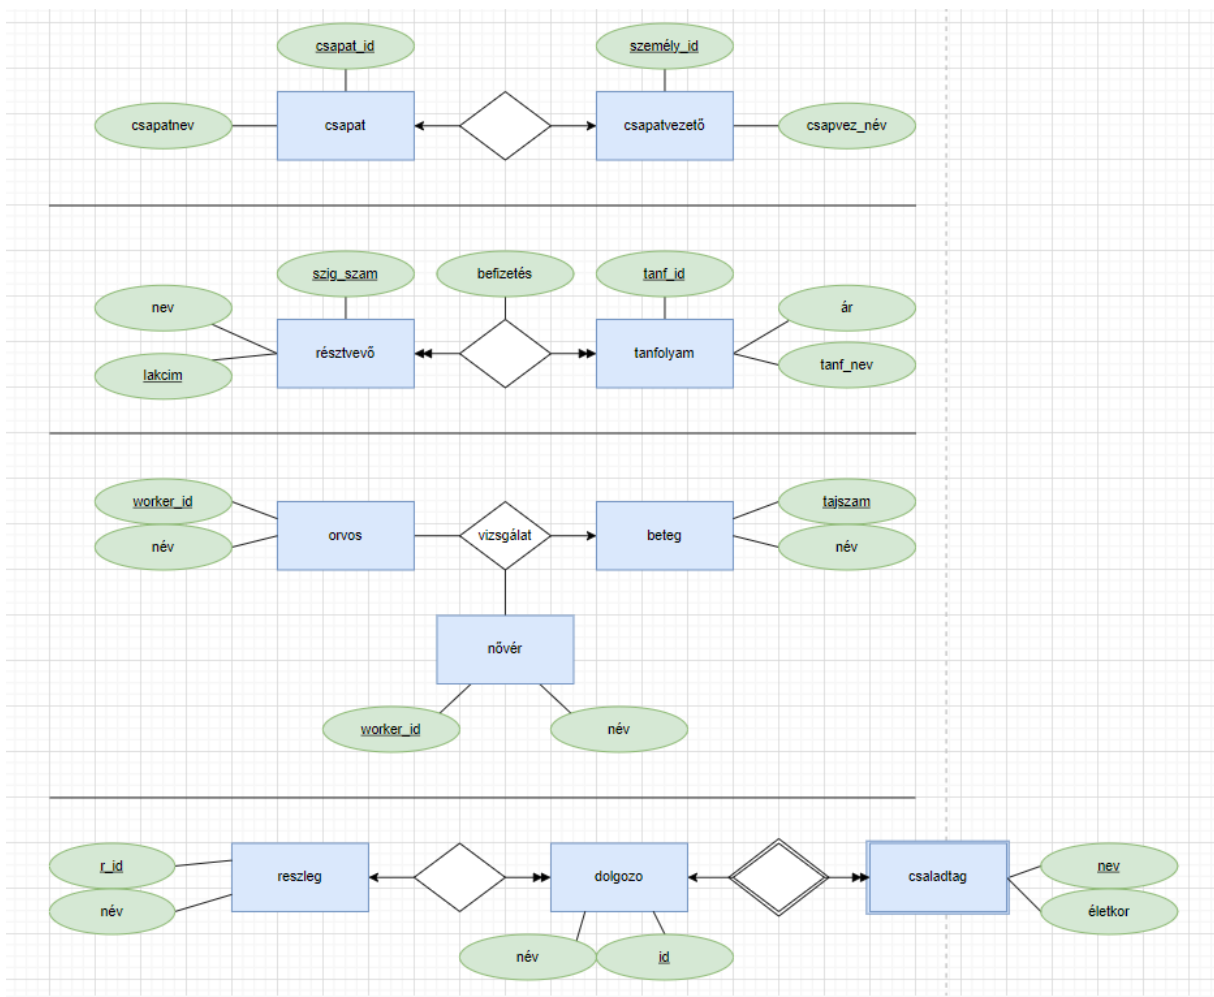 csapat_id
személy_id
csapatnev
csapat
csapatvezető
csapvez_név
szig_szam
befizetés
tanf_id
nev
ár
résztvevő
tanfolyam
lakcim
tanf_nev
worker_id
tajszam
orvos
vizsgálat
beteg
név
név
nővér
worker_id
név
r_id
nev
reszleg
dolgozo
csaladtag
név
életkor
név
id